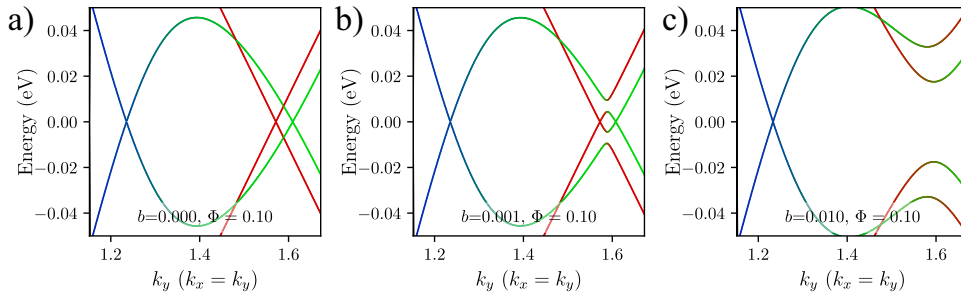 a)
b)
c)
Energy (eV)
0.04
0.02
0.00
−0.02
−0.04
b=0.000, Φ = 0.10
1.2 1.4 1.6
k_y (k_x = k_y)
Energy (eV)
0.04
0.02
0.00
−0.02
−0.04
b=0.001, Φ = 0.10
1.2 1.4 1.6
k_y (k_x = k_y)
Energy (eV)
0.04
0.02
0.00
−0.02
−0.04
b=0.010, Φ = 0.10
1.2 1.4 1.6
k_y (k_x = k_y)